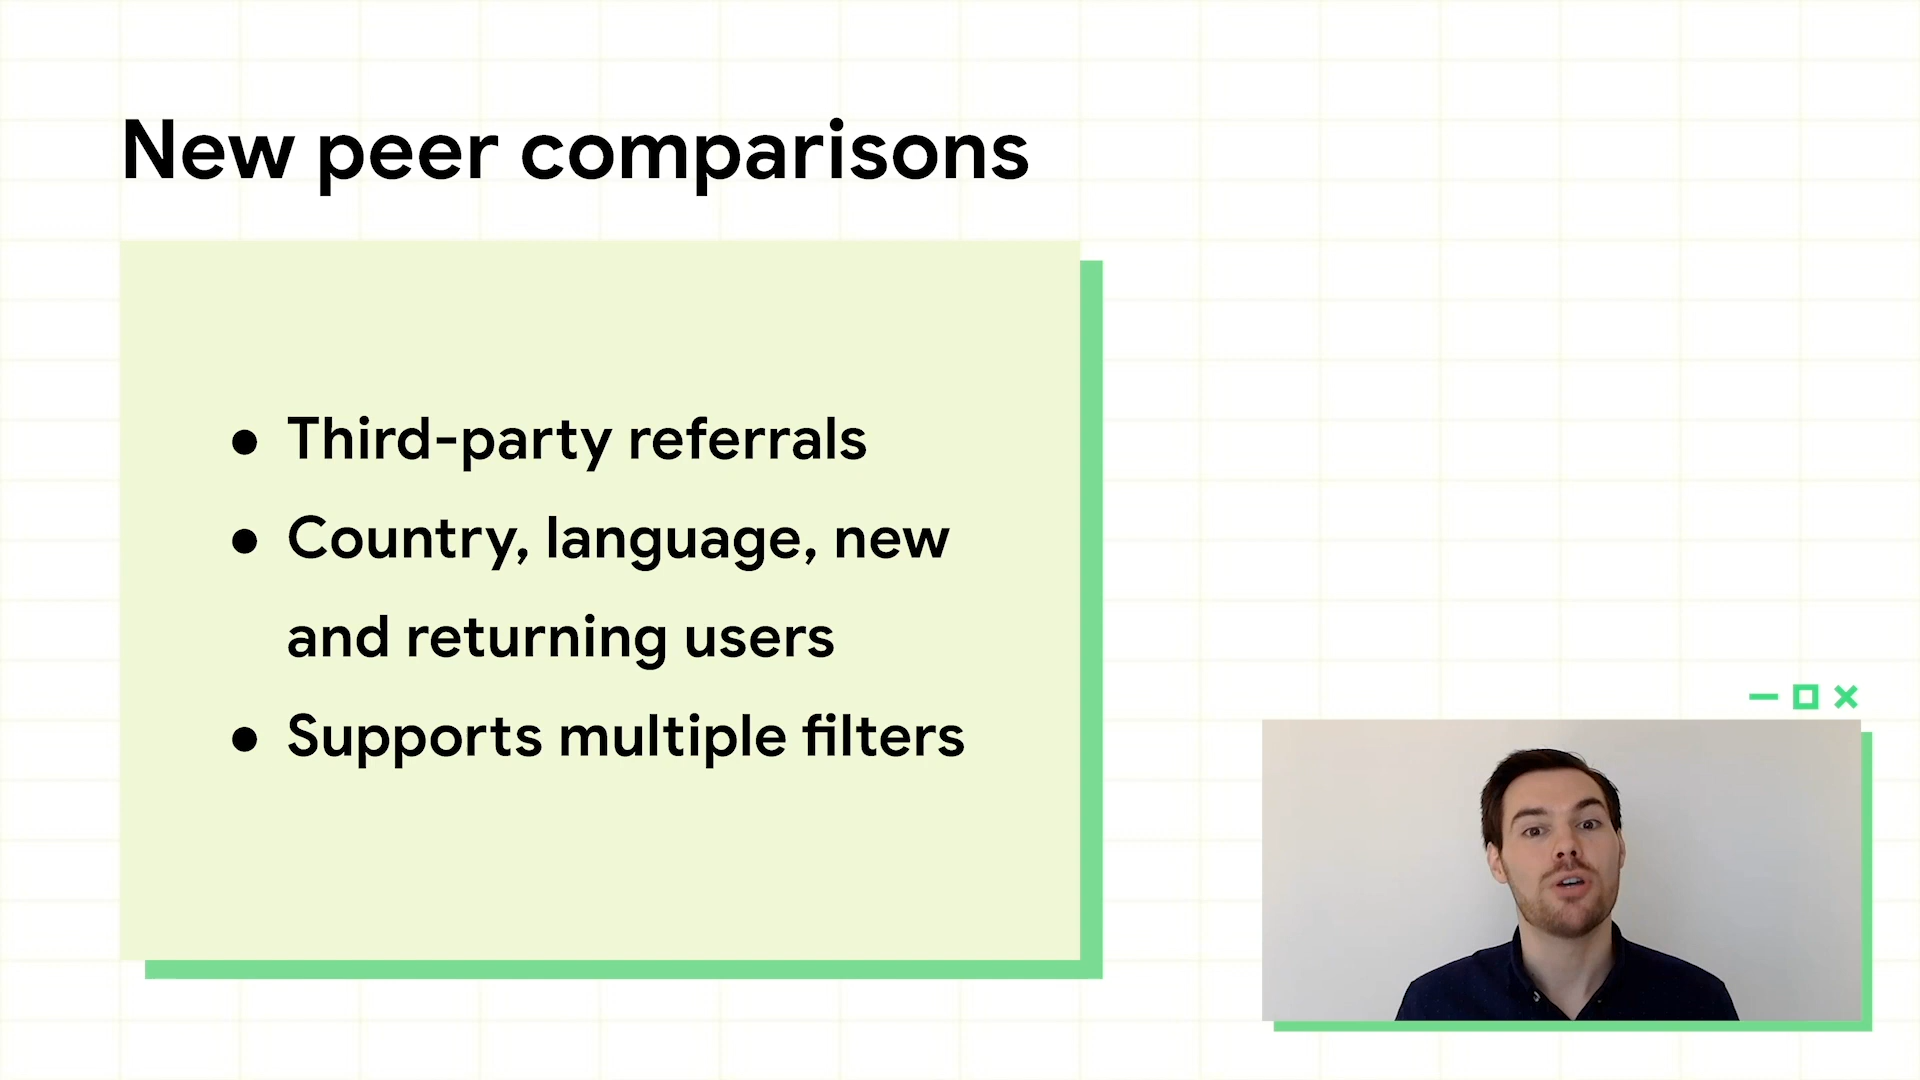 New peer comparisons
● Third-party referrals
● Country, language, new
and returning users
● Supports multiple filters